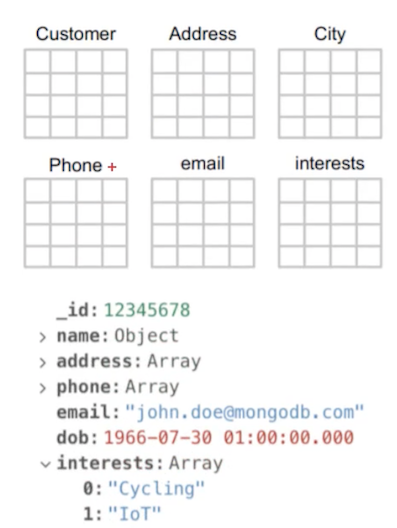 Customer Address City
Phone + email interests
_id: 12345678
> name: Object
> address: Array
> phone: Array
email: "john.doe@mongodb.com"
dob: 1966-07-30 01:00:00.000
interests: Array
0: "Cycling"
1: "IoT"